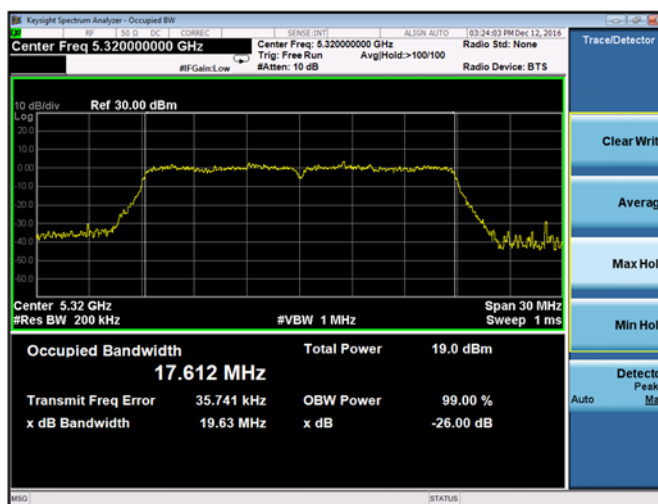 Keysight Spectrum Analyzer - Occupied BW
RF 50 Ω DC CORREC SENSE:INT ALIGN AUTO 03:24:03 PM Dec 12, 2016
Center Freq 5.320000000 GHz
Center Freq: 5.320000000 GHz
Radio Std: None
Trig: Free Run Avg|Hold:>100/100
#IFGain:Low #Atten: 10 dB Radio Device: BTS
Trace/Detector
10 dB/div Ref 30.00 dBm
Log
20.0
10.0
0.00
-10.0
-20.0
-30.0
-40.0
-50.0
-60.0
Center 5.32 GHz Span 30 MHz
#Res BW 200 kHz #VBW 1 MHz Sweep 1 ms
Occupied Bandwidth Total Power 19.0 dBm
17.612 MHz
Transmit Freq Error 35.741 kHz OBW Power 99.00 %
x dB Bandwidth 19.63 MHz x dB -26.00 dB
Clear Writ
Averag
Max Hol
Min Hol
Detecto
Peak
Auto Ma
MSG STATUS